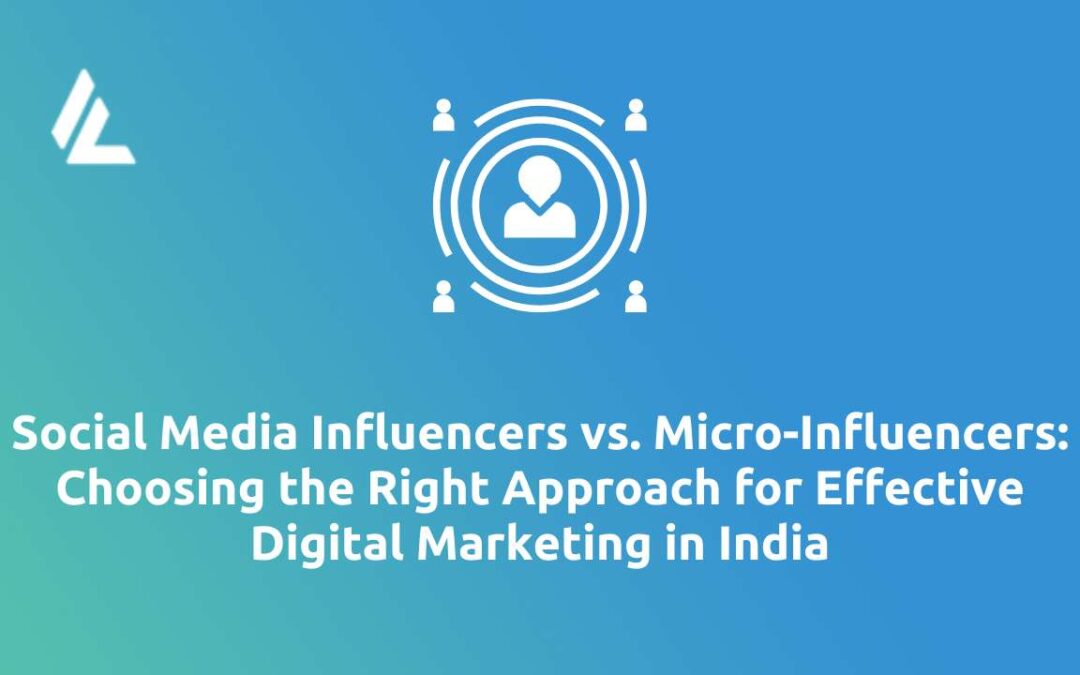 Social Media Influencers vs. Micro-Influencers:
Choosing the Right Approach for Effective
Digital Marketing in India